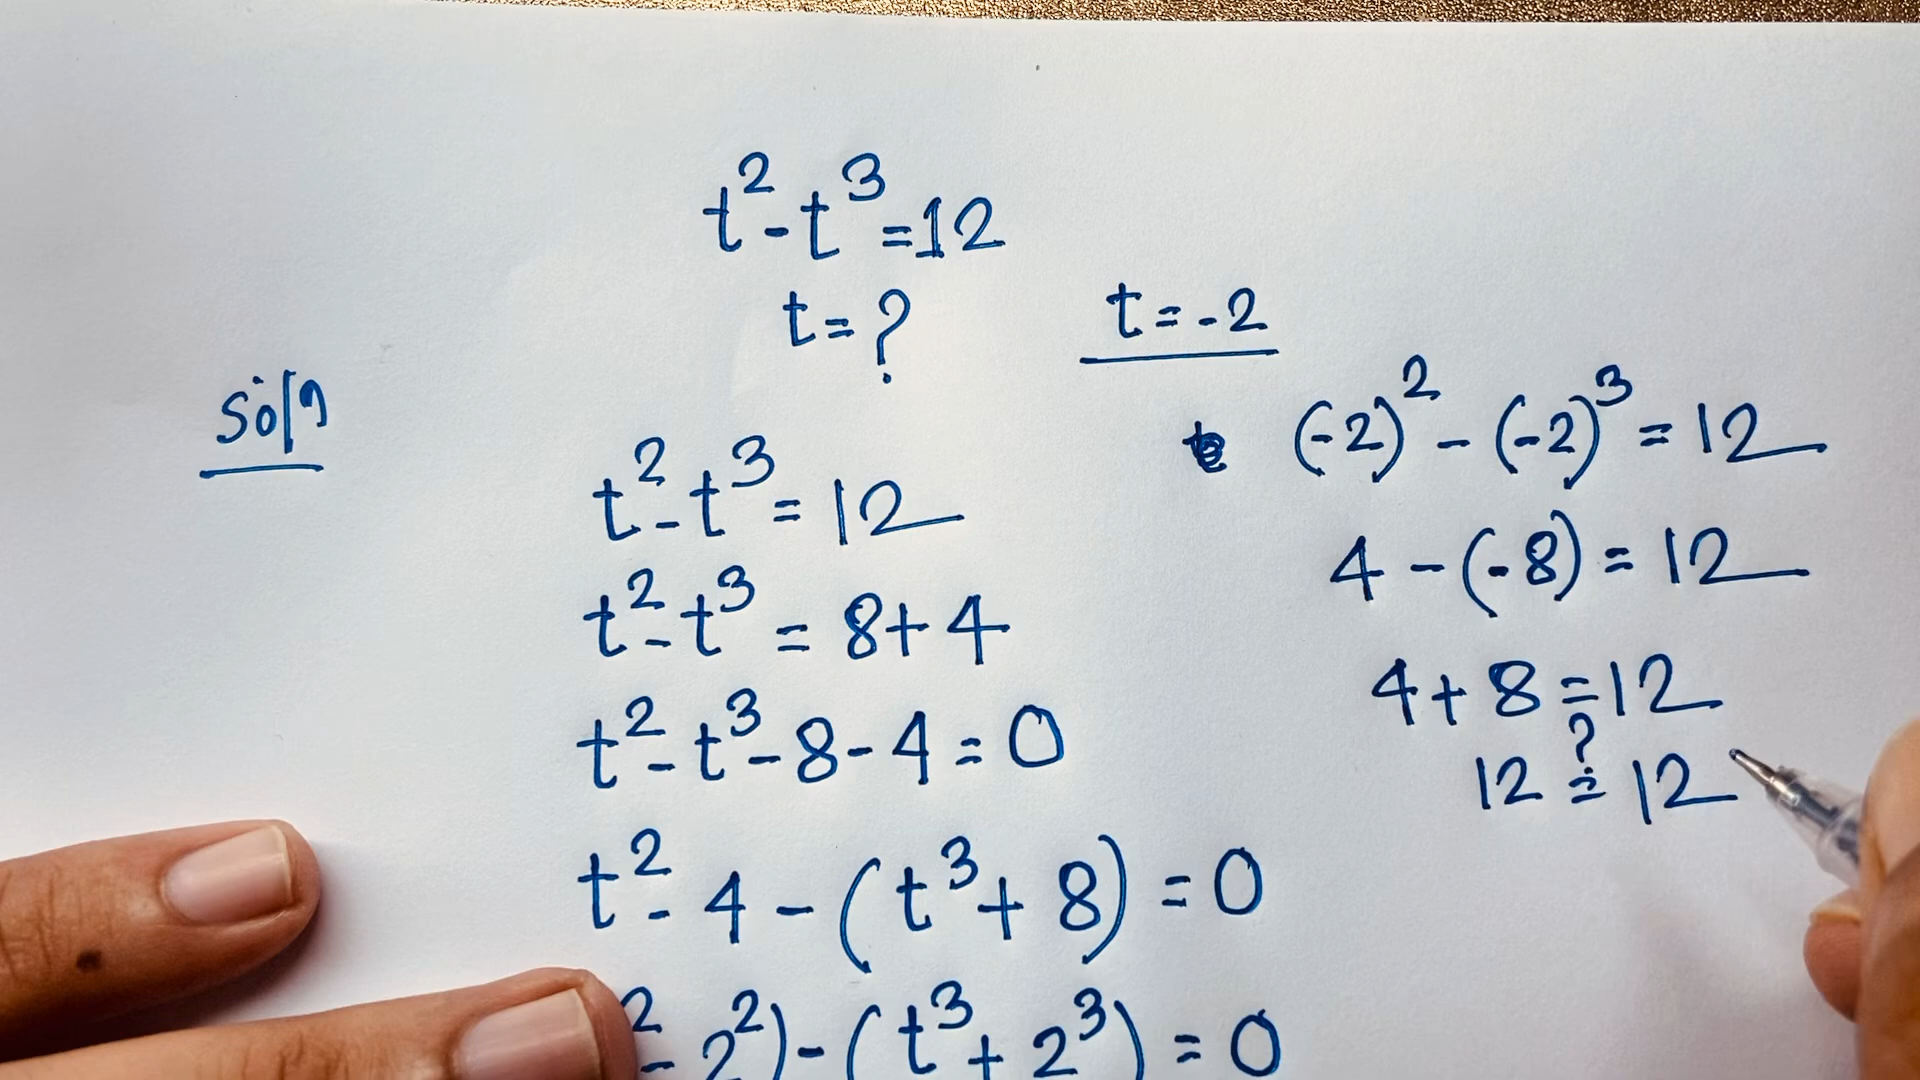 t²-t³=12
t=?
Soln
t²-t³=12
t²-t³=8+4
t²-t³-8-4=0
t²-4-(t³+8)=0
²-2²)-(t³+2³)=0
t=-2
(-2)²-(-2)³=12
4-(-8)=12
4+8=12
12≟12